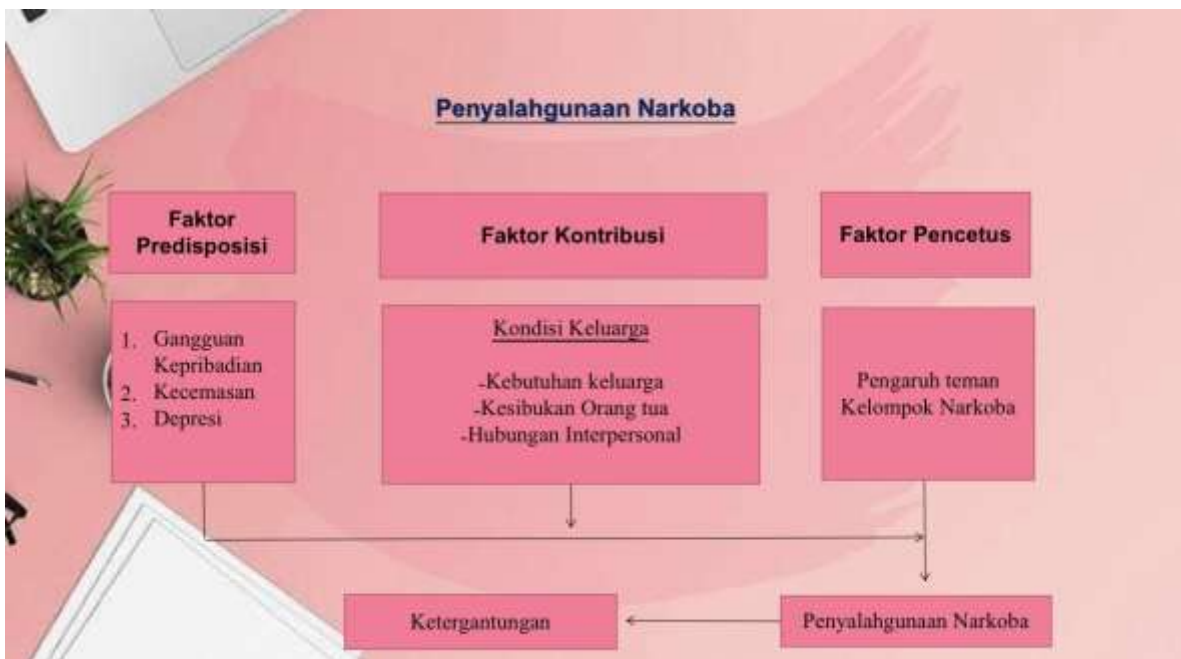 Penyalahgunaan Narkoba
Faktor
Predisposisi
Faktor Kontribusi
Faktor Pencetus
1. Gangguan
Kepribadian
2. Kecemasan
3. Depresi
Kondisi Keluarga
-Kebutuhan keluarga
-Kesibukan Orang tua
-Hubungan Interpersonal
Pengaruh teman
Kelompok Narkoba
Ketergantungan
Penyalahgunaan Narkoba